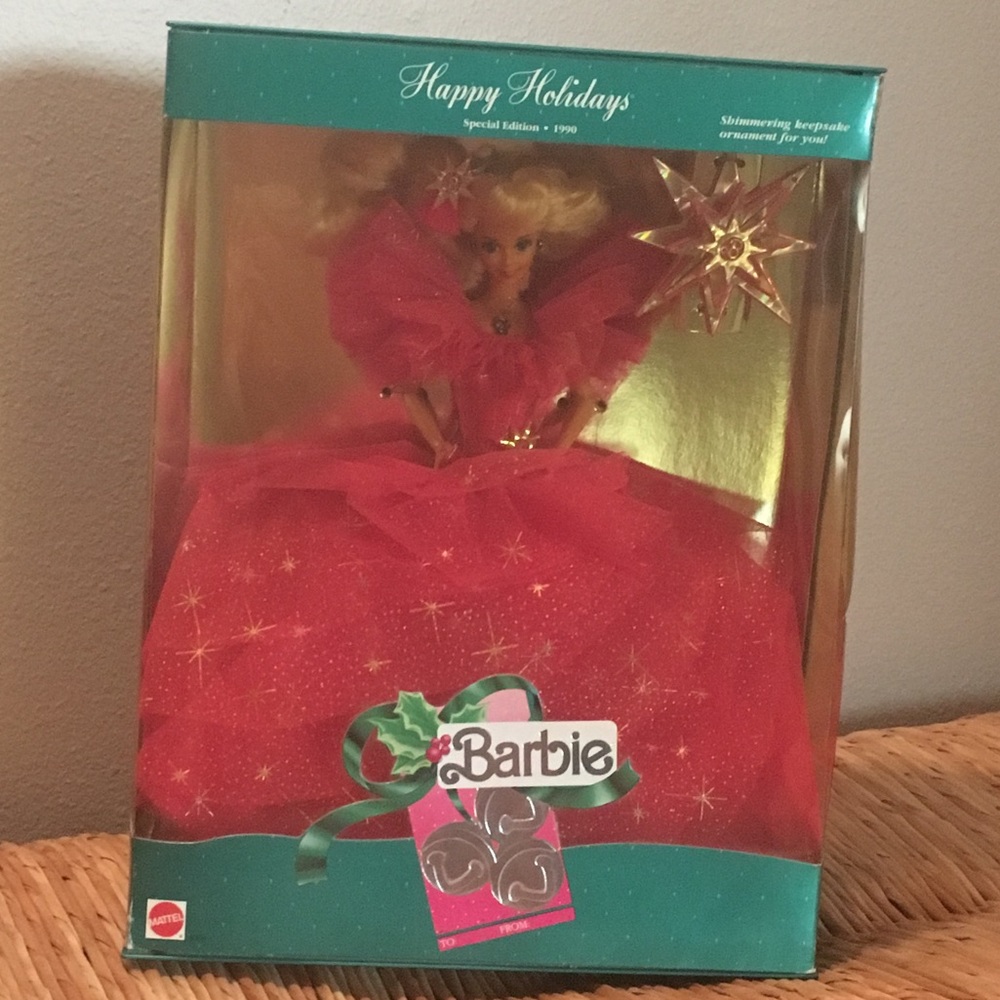 Happy Holidays
Special Edition • 1990
Shimmering keepsake
ornament for you!
Barbie
MATTEL
TO FROM